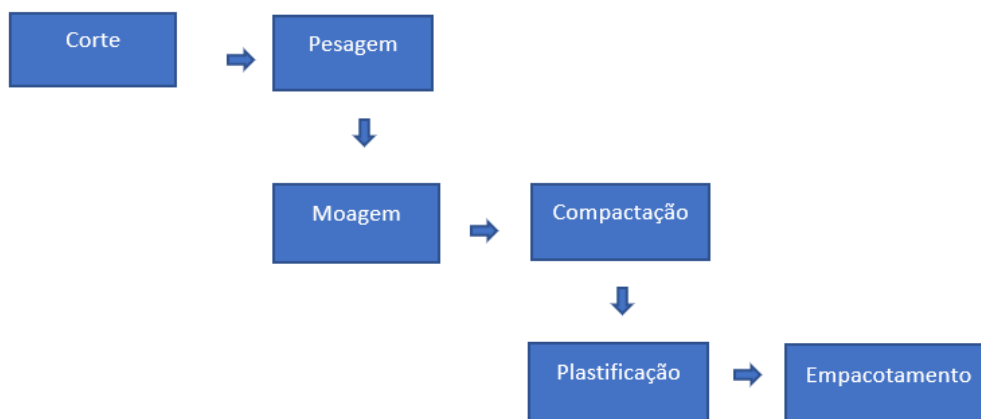 Corte
Pesagem
Moagem
Compactação
Plastificação
Empacotamento